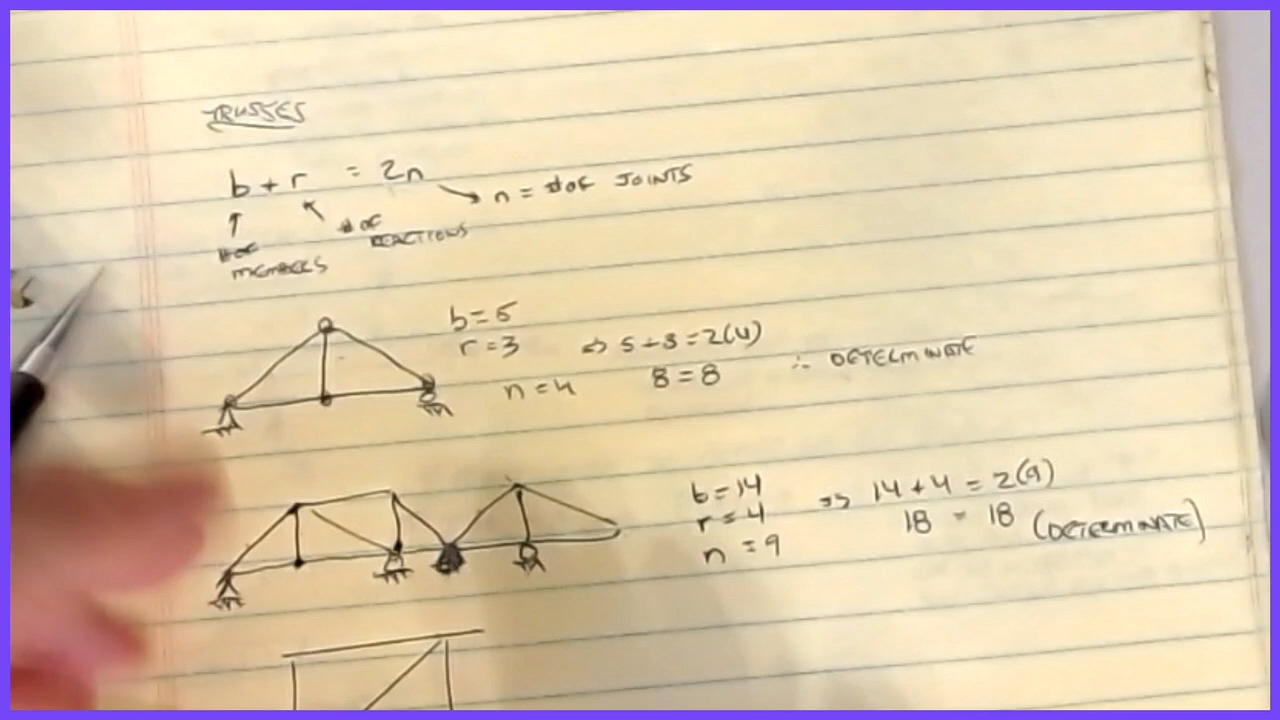 TRUSSES
b + r = 2n
n = # OF JOINTS
# OF REACTIONS
# OF MEMBERS
b = 5
r = 3
n = 4
⇒ 5 + 3 = 2(4)
8 = 8
∴ DETERMINATE
b = 14
r = 4
n = 9
⇒ 14 + 4 = 2(9)
18 = 18 (DETERMINATE)